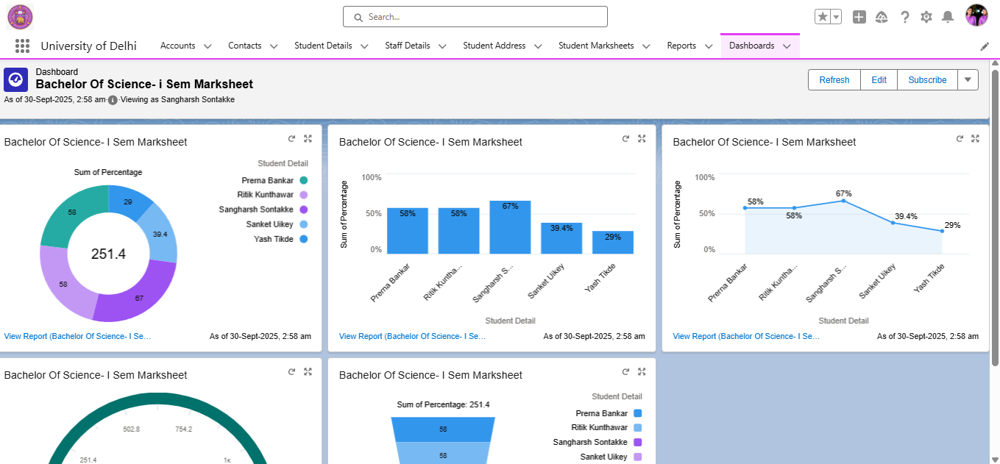 Search...
University of Delhi
Accounts
Contacts
Student Details
Staff Details
Student Address
Student Marksheets
Reports
Dashboards
Dashboard
Bachelor Of Science- i Sem Marksheet
As of 30-Sept-2025, 2:58 am·Viewing as Sangharsh Sontakke
Refresh
Edit
Subscribe
Bachelor Of Science- I Sem Marksheet
Sum of Percentage
Student Detail
Prerna Bankar
Ritik Kunthawar
Sangharsh Sontakke
Sanket Uikey
Yash Tikde
29
39.4
67
58
58
251.4
View Report (Bachelor Of Science- I Se...
As of 30-Sept-2025, 2:58 am
Bachelor Of Science- I Sem Marksheet
Sum of Percentage
100%
50%
0%
58%
58%
67%
39.4%
29%
Prerna Bankar
Ritik Kuntha...
Sangharsh S...
Sanket Uikey
Yash Tikde
Student Detail
View Report (Bachelor Of Science- I Se...
As of 30-Sept-2025, 2:58 am
Bachelor Of Science- I Sem Marksheet
Sum of Percentage
100%
50%
0%
58%
58%
67%
39.4%
29%
Prerna Bankar
Ritik Kuntha...
Sangharsh S...
Sanket Uikey
Yash Tikde
Student Detail
View Report (Bachelor Of Science- I Se...
As of 30-Sept-2025, 2:58 am
Bachelor Of Science- I Sem Marksheet
502.8
754.2
251.4
1ĸ
Bachelor Of Science- I Sem Marksheet
Sum of Percentage: 251.4
58
58
Student Detail
Prerna Bankar
Ritik Kunthawar
Sangharsh Sontakke
Sanket Uikey